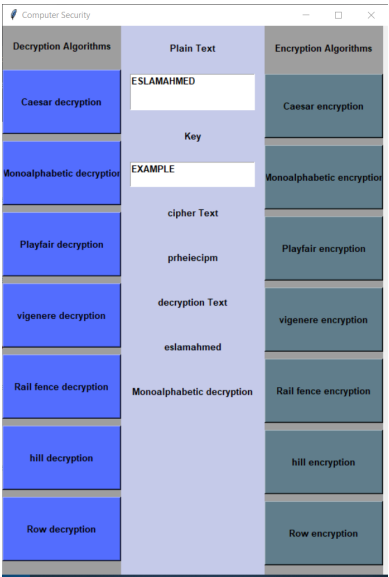 Computer Security
Decryption Algorithms
Caesar decryption
Monoalphabetic decryption
Playfair decryption
vigenere decryption
Rail fence decryption
hill decryption
Row decryption
Plain Text
ESLAMAHMED
Key
EXAMPLE
cipher Text
prheiecipm
decryption Text
eslamahmed
Monoalphabetic decryption
Encryption Algorithms
Caesar encryption
Monoalphabetic encryption
Playfair encryption
vigenere encryption
Rail fence encryption
hill encryption
Row encryption